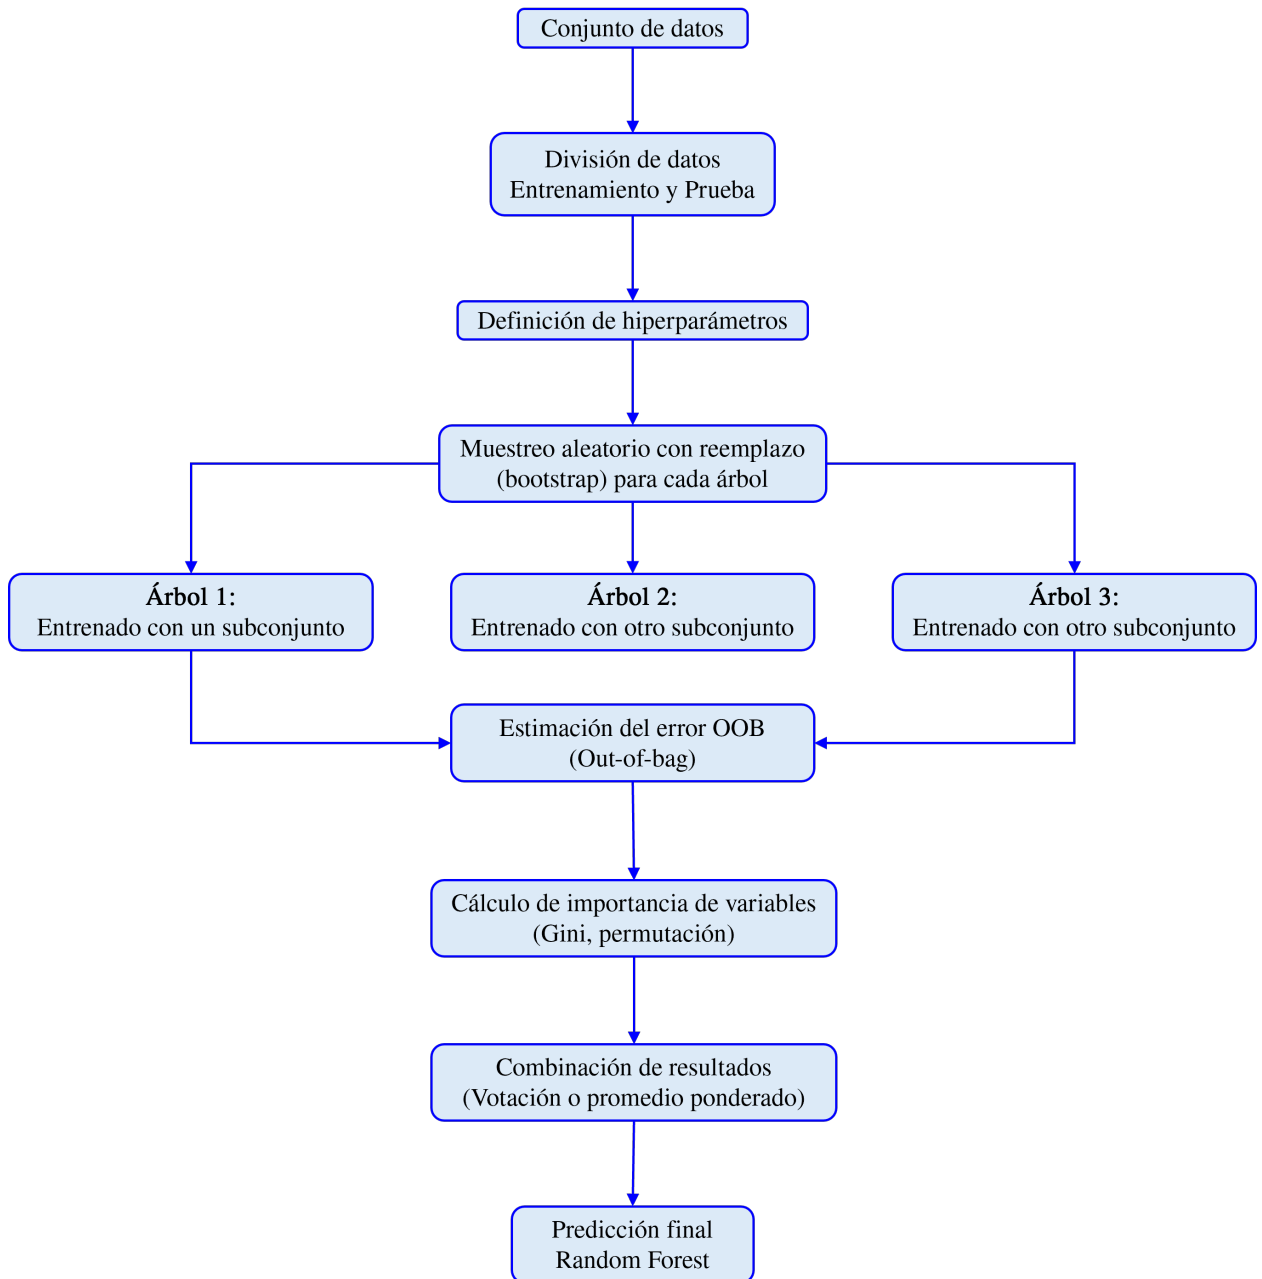 Conjunto de datos
División de datos
Entrenamiento y Prueba
Definición de hiperparámetros
Muestreo aleatorio con reemplazo
(bootstrap) para cada árbol
Árbol 1:
Entrenado con un subconjunto
Árbol 2:
Entrenado con otro subconjunto
Árbol 3:
Entrenado con otro subconjunto
Estimación del error OOB
(Out-of-bag)
Cálculo de importancia de variables
(Gini, permutación)
Combinación de resultados
(Votación o promedio ponderado)
Predicción final
Random Forest